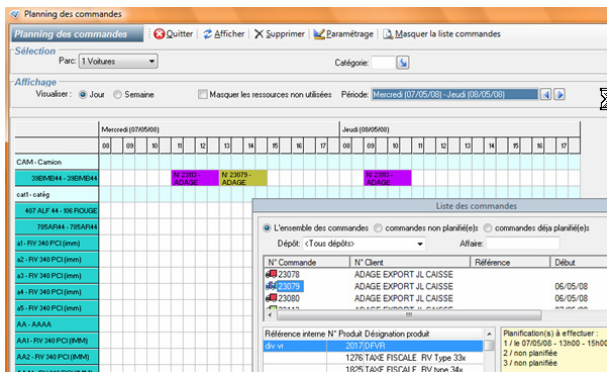 Planning des commandes
Planning des commandes Quitter Afficher Supprimer Paramétrage Masquer la liste commandes
Sélection
Parc: 1 Voitures Catégorie:
Affichage
Visualiser: Jour Semaine Masquer les ressources non utilisées Période: Mercredi (07/05/08) - Jeudi (08/05/08)
Mercredi (07/05/08) Jeudi (08/05/08)
08 09 10 11 12 13 14 15 16 17 08 09 10 11 12 13 14 15 16 17
CAM - Camion
39BMB44 - 39BMB44 ADAGE N° 23079 - ADAGE ADAGE
cat1 - catég
407 ALF 44 - 106 ROUGE
785AR44 - 785AR44
a1 - RV 340 PCI (imm)
a2 - RV 340 PCI (imm)
a3 - RV 340 PCI (imm)
a4 - RV 340 PCI (imm)
a5 - RV 340 PCI (imm)
AA - AAAA
AA1 - RV 340 PCI (IMM)
AA2 - RV 340 PCI (IMM)
Liste des commandes
L'ensemble des commandes commandes non planifié(e)s commandes déja planifié(e)s
Dépôt: <Tous dépôts> Affaire:
N° Commande N° Client Référence Début
23078 ADAGE EXPORT JL CAISSE
23079 ADAGE EXPORT JL CAISSE 06/05/08
23080 ADAGE EXPORT JL CAISSE 06/05/08
Référence interne N° Produit Désignation produit
div vr 2017 DFVR
1276 TAXE FISCALE RV Type 33x
1825 TAXE FISCALE RV type 34x
Planification(s) à effectuer :
1 / le 07/05/08 - 13h00 - 15h00
2 / non planifiée
3 / non planifiée